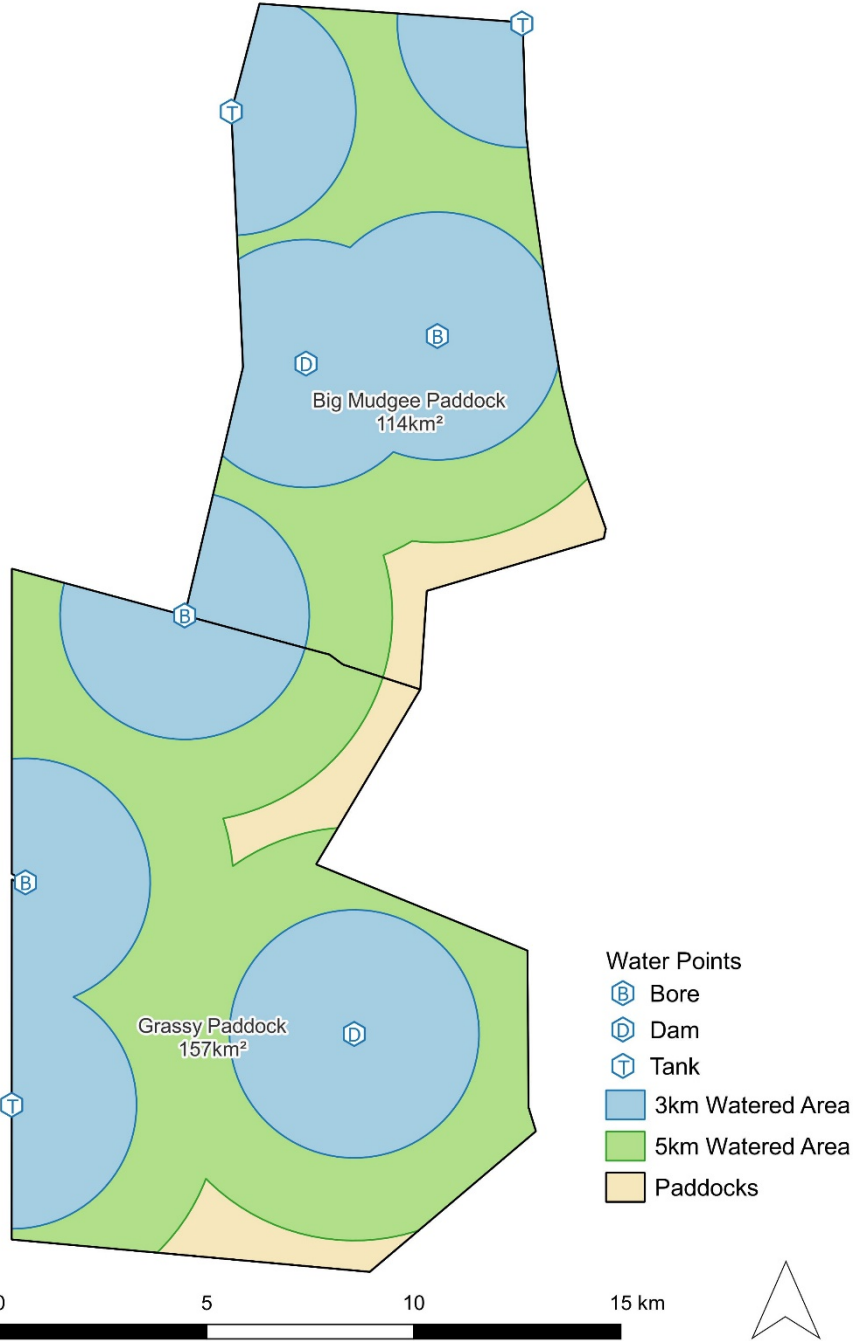 T
T
D
B
Big Mudgee Paddock
114km²
B
B
Grassy Paddock
157km²
D
T
Water Points
B Bore
D Dam
T Tank
3km Watered Area
5km Watered Area
Paddocks
0 5 10 15 km